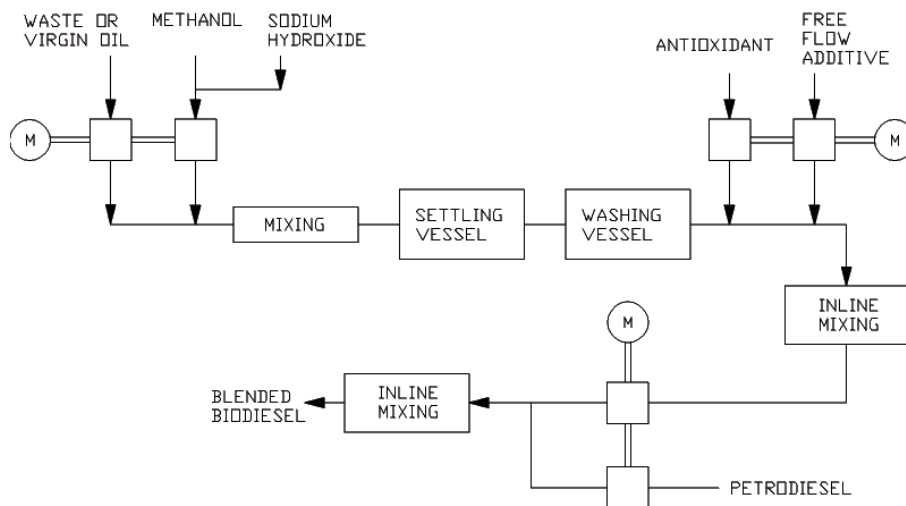 WASTE OR
VIRGIN OIL
METHANOL
SODIUM
HYDROXIDE
ANTIOXIDANT
FREE
FLOW
ADDITIVE
M
M
MIXING
SETTLING
VESSEL
WASHING
VESSEL
INLINE
MIXING
M
BLENDED
BIODIESEL
INLINE
MIXING
PETRODIESEL